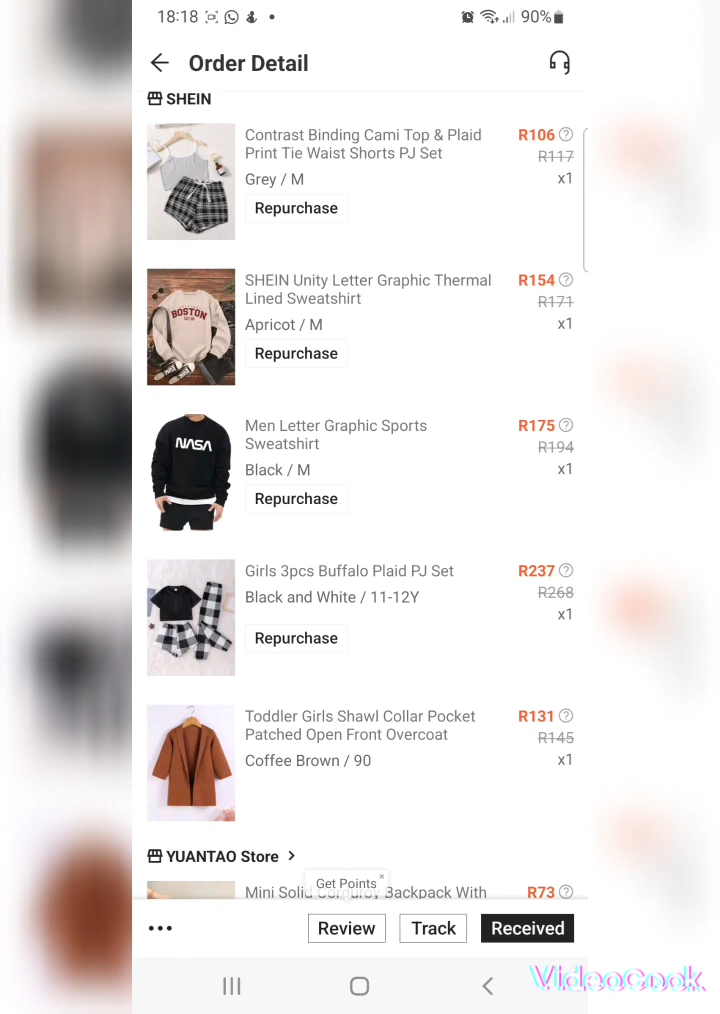 18:18
90%
Order Detail
SHEIN
Contrast Binding Cami Top & Plaid
Print Tie Waist Shorts PJ Set
R106
R117
Grey / M
x1
Repurchase
BOSTON
SHEIN Unity Letter Graphic Thermal
Lined Sweatshirt
R154
R171
Apricot / M
x1
Repurchase
NASA
Men Letter Graphic Sports
Sweatshirt
R175
R194
Black / M
x1
Repurchase
Girls 3pcs Buffalo Plaid PJ Set
R237
R268
Black and White / 11-12Y
x1
Repurchase
Toddler Girls Shawl Collar Pocket
Patched Open Front Overcoat
R131
R145
Coffee Brown / 90
x1
YUANTAO Store >
Get Points ×
Mini Solid Corduroy Backpack With
R73
Review
Track
Received
VideoCook